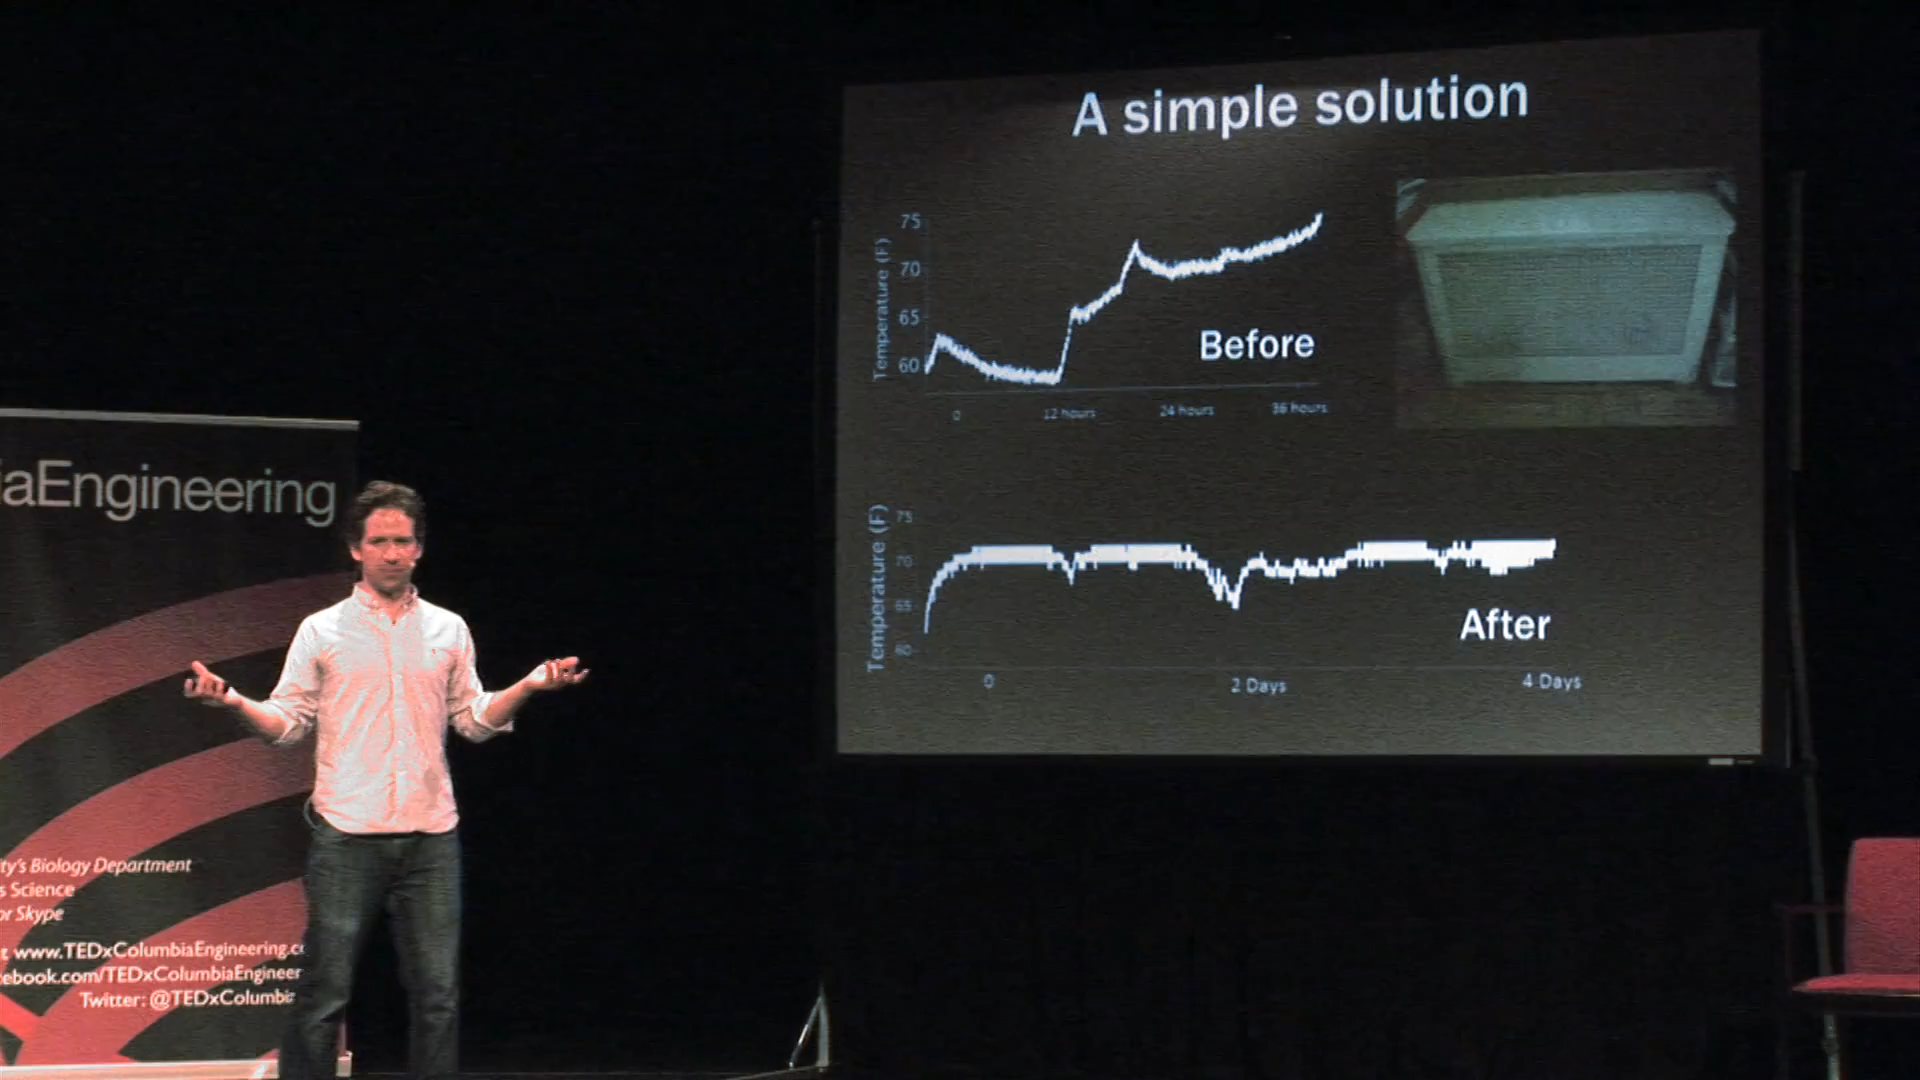 A simple solution
75
70
65
60
Temperature (F)
Before
0
12 hours
24 hours
36 hours
75
70
65
60
Temperature (F)
After
0
2 Days
4 Days
iaEngineering
ty's Biology Department
s Science
or Skype
t www.TEDxColumbiaEngineering.c
ebook.com/TEDxColumbiaEngineer
Twitter: @TEDxColumbi